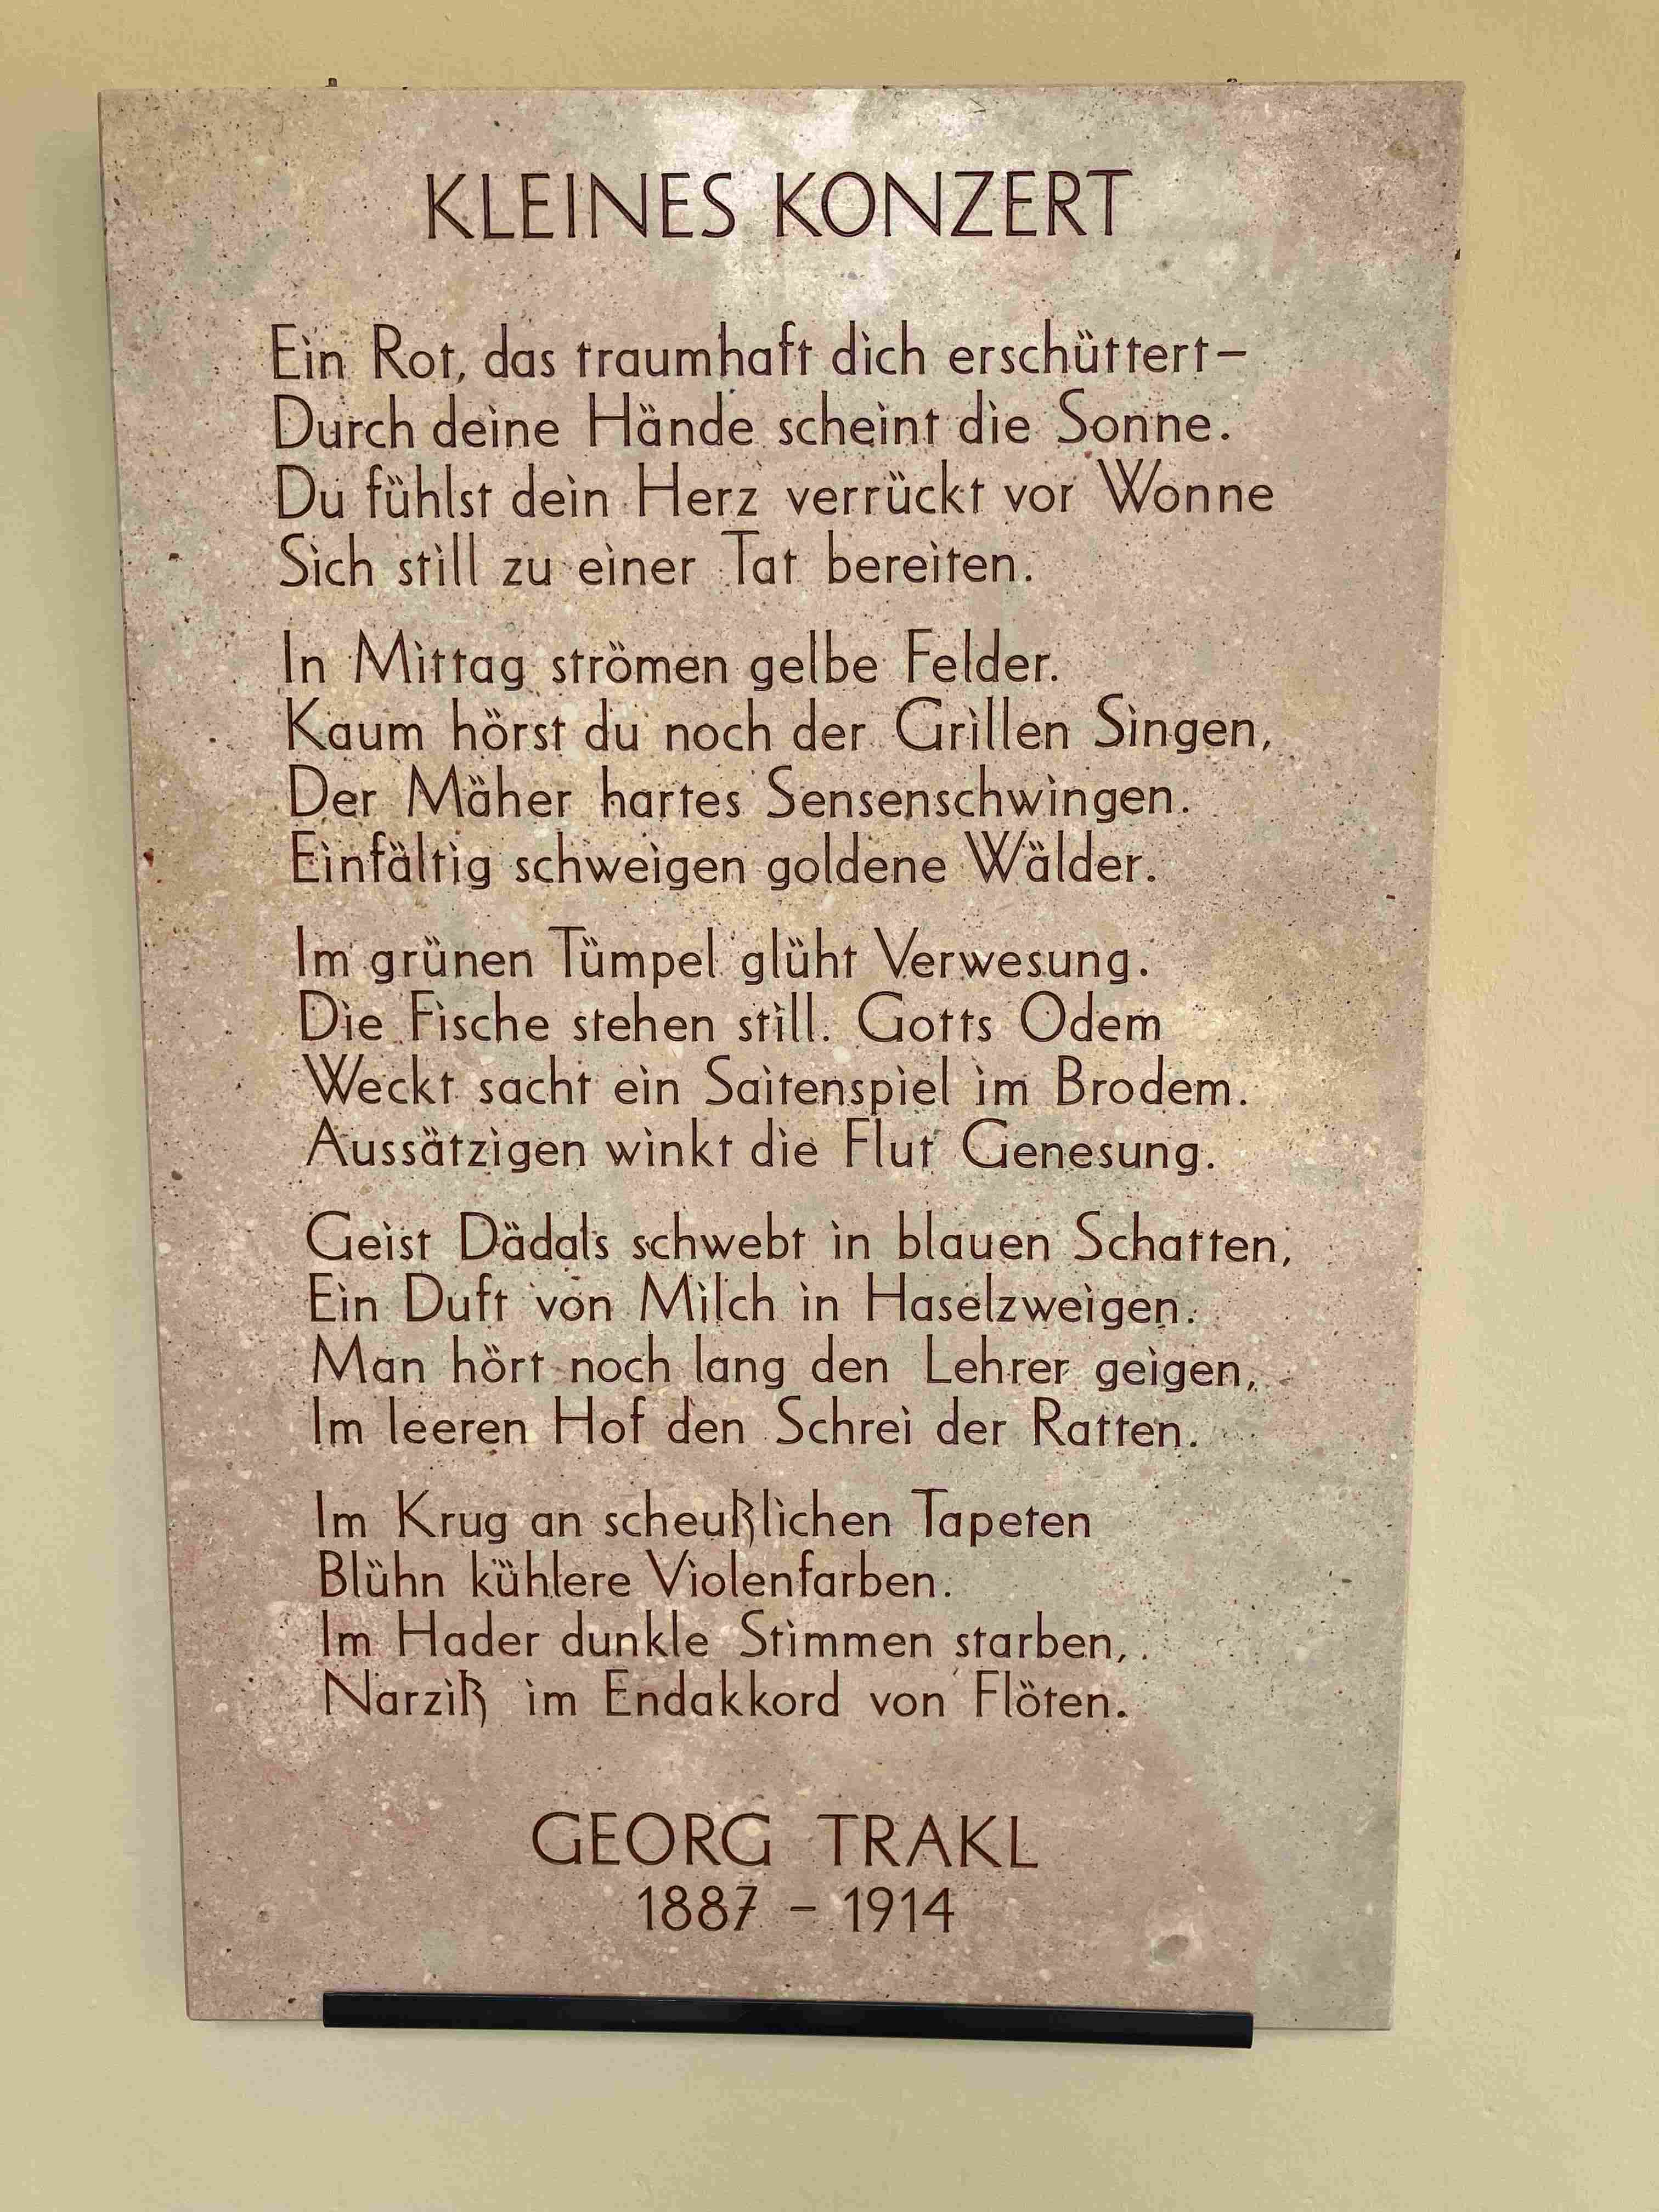 KLEINES KONZERT
Ein Rot, das traumhaft dich erschüttert–
Durch deine Hände scheint die Sonne.
Du fühlst dein Herz verrückt vor Wonne
Sich still zu einer Tat bereiten.
In Mittag strömen gelbe Felder.
Kaum hörst du noch der Grillen Singen,
Der Mäher hartes Sensenschwingen.
Einfältig schweigen goldene Wälder.
Im grünen Tümpel glüht Verwesung.
Die Fische stehen still. Gotts Odem
Weckt sacht ein Saitenspiel im Brodem.
Aussätzigen winkt die Flut Genesung.
Geist Dädals schwebt in blauen Schatten,
Ein Duft von Milch in Haselzweigen.
Man hört noch lang den Lehrer geigen,
Im leeren Hof den Schrei der Ratten.
Im Krug an scheußlichen Tapeten
Blühn kühlere Violenfarben.
Im Hader dunkle Stimmen starben,
Narziß im Endakkord von Flöten.
GEORG TRAKL
1887 – 1914